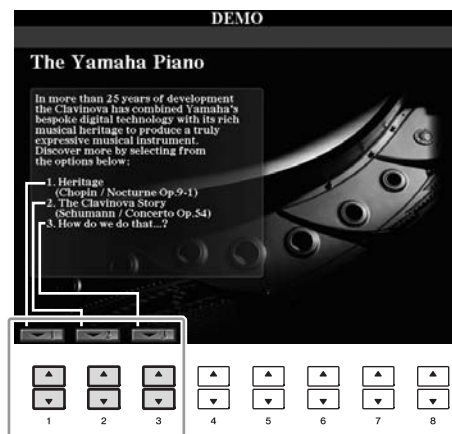 DEMO
The Yamaha Piano
In more than 25 years of development
the Clavinova has combined Yamaha's
bespoke digital technology with its rich
musical heritage to produce a truly
expressive musical instrument.
Discover more by selecting from
the options below;
1. Heritage
(Chopin / Nocturne Op.9-1)
2. The Clavinova Story
(Schumann / Concerto Op.54)
3. How do we do that...?
1 2 3
1 2 3 4 5 6 7 8